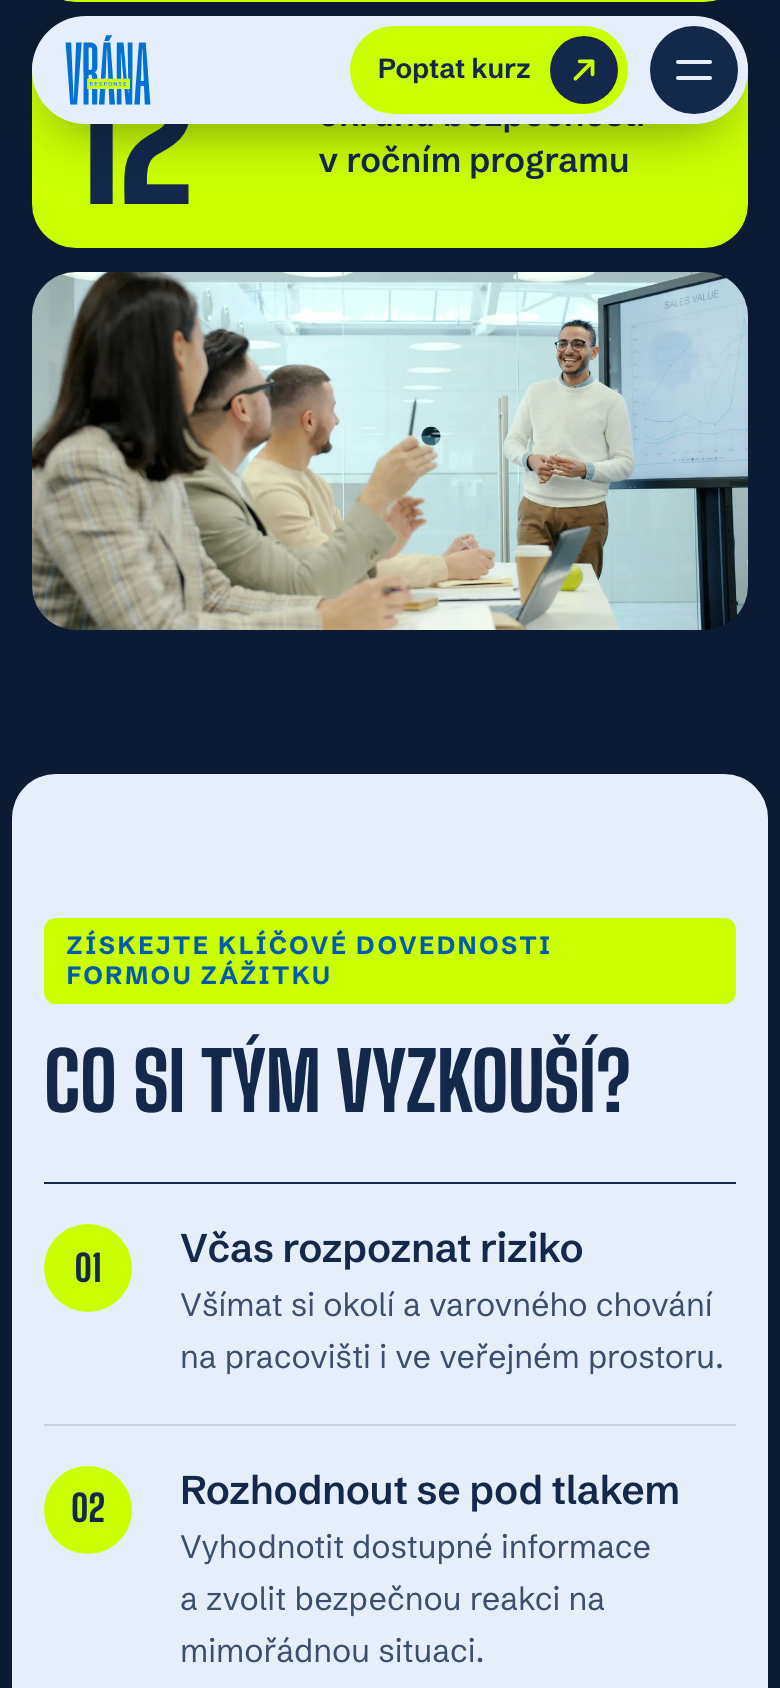 VRÁNA
RESPONSE
Poptat kurz
12
v ročním programu
SALES VALUE
ZÍSKEJTE KLÍČOVÉ DOVEDNOSTI
FORMOU ZÁŽITKU
CO SI TÝM VYZKOUŠÍ?
01
Včas rozpoznat riziko
Všímat si okolí a varovného chování
na pracovišti i ve veřejném prostoru.
02
Rozhodnout se pod tlakem
Vyhodnotit dostupné informace
a zvolit bezpečnou reakci na
mimořádnou situaci.